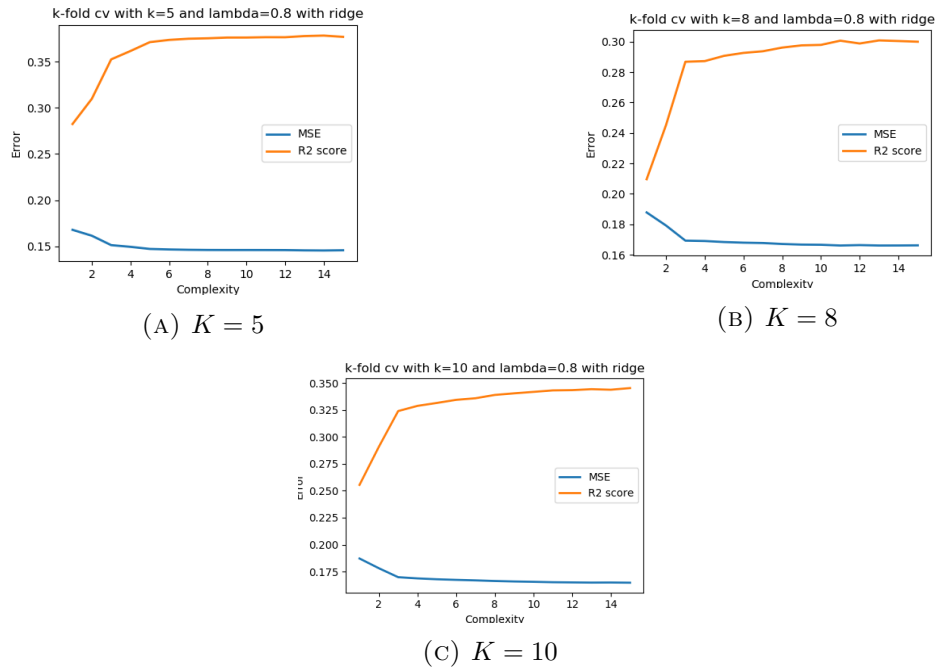 k-fold cv with k=5 and lambda=0.8 with ridge
0.35
0.30
0.25
0.20
0.15
Error
MSE
R2 score
2 4 6 8 10 12 14
Complexity
(A) K = 5
k-fold cv with k=8 and lambda=0.8 with ridge
0.30
0.28
0.26
0.24
0.22
0.20
0.18
0.16
Error
MSE
R2 score
2 4 6 8 10 12 14
Complexity
(B) K = 8
k-fold cv with k=10 and lambda=0.8 with ridge
0.350
0.325
0.300
0.275
0.250
0.225
0.200
0.175
Error
MSE
R2 score
2 4 6 8 10 12 14
Complexity
(C) K = 10